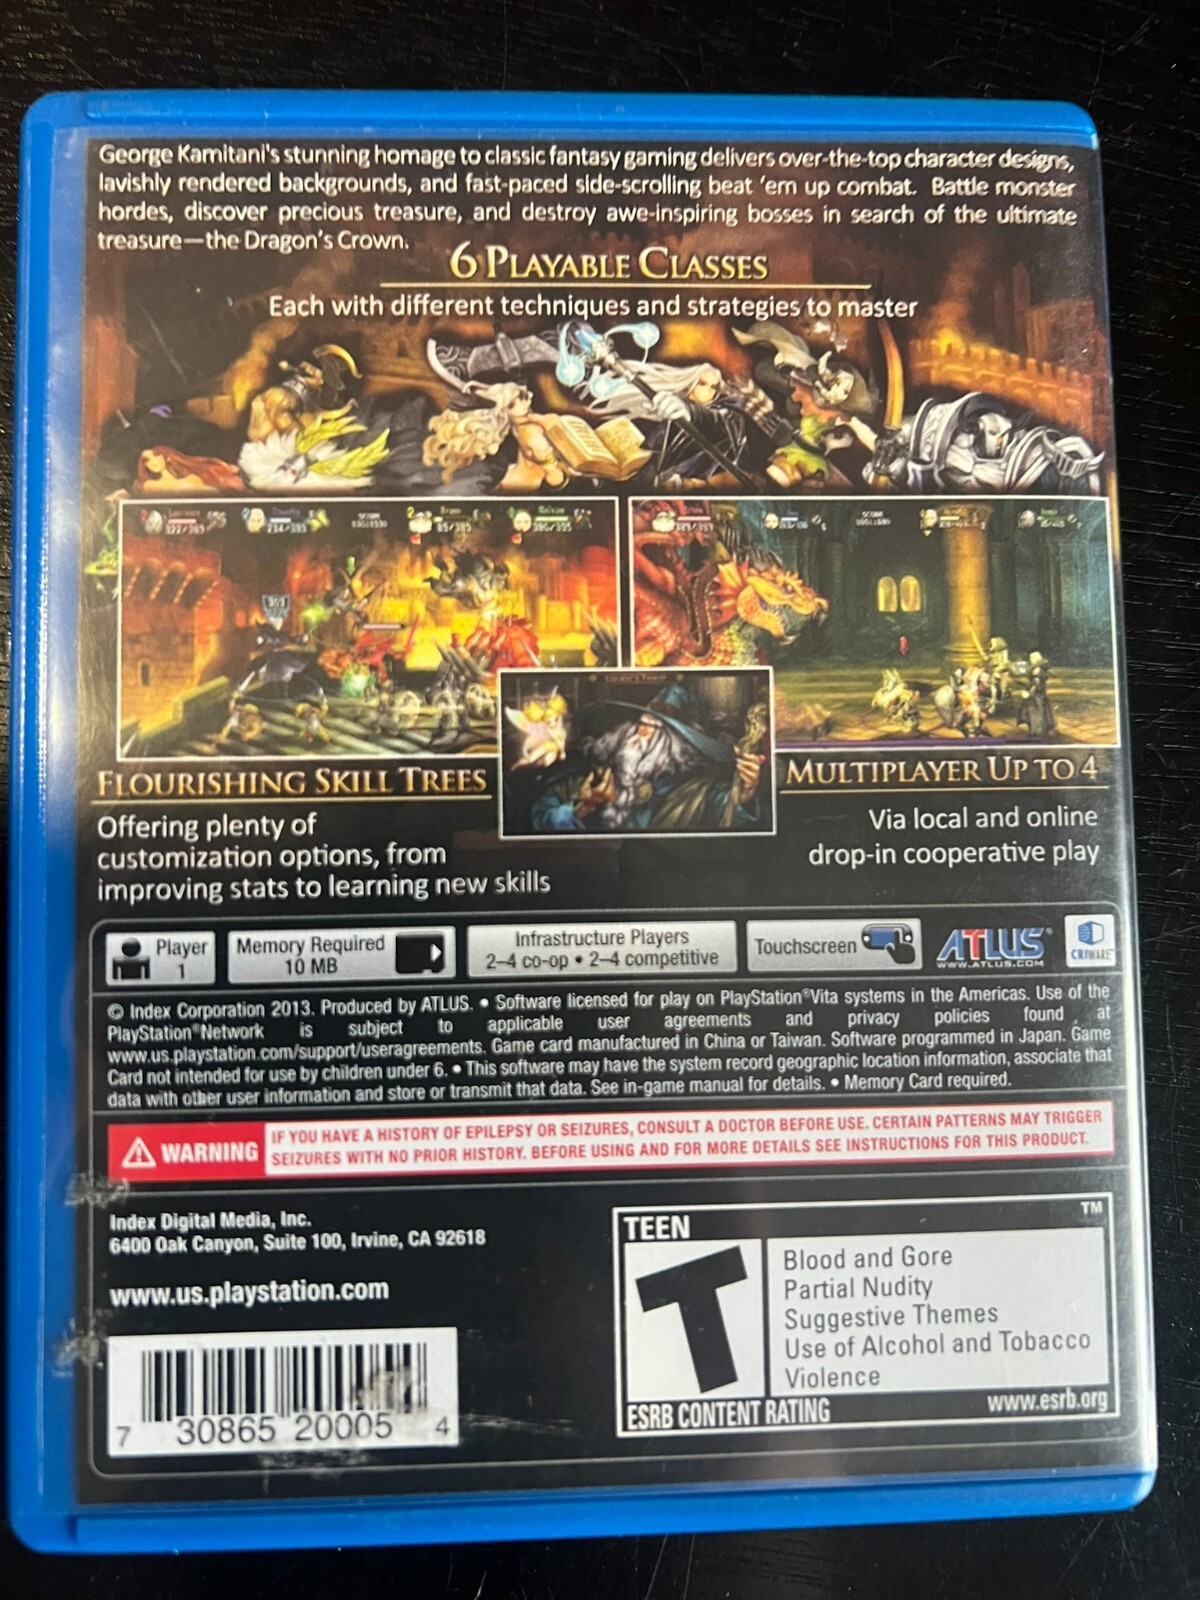 George Kamitani's stunning homage to classic fantasy gaming delivers over-the-top character designs,
lavishly rendered backgrounds, and fast-paced side-scrolling beat 'em up combat. Battle monster
hordes, discover precious treasure, and destroy awe-inspiring bosses in search of the ultimate
treasure—the Dragon's Crown.
6 PLAYABLE CLASSES
Each with different techniques and strategies to master
FLOURISHING SKILL TREES
Offering plenty of
customization options, from
improving stats to learning new skills
MULTIPLAYER UP TO 4
Via local and online
drop-in cooperative play
Player
1
Memory Required
10 MB
Infrastructure Players
2–4 co-op • 2–4 competitive
Touchscreen
ATLUS®
WWW.ATLUS.COM
CRIWARE
© Index Corporation 2013. Produced by ATLUS. • Software licensed for play on PlayStation®Vita systems in the Americas. Use of the
PlayStation®Network is subject to applicable user agreements and privacy policies found at
www.us.playstation.com/support/useragreements. Game card manufactured in China or Taiwan. Software programmed in Japan. Game
Card not intended for use by children under 6. • This software may have the system record geographic location information, associate that
data with other user information and store or transmit that data. See in-game manual for details. • Memory Card required.
WARNING
IF YOU HAVE A HISTORY OF EPILEPSY OR SEIZURES, CONSULT A DOCTOR BEFORE USE. CERTAIN PATTERNS MAY TRIGGER
SEIZURES WITH NO PRIOR HISTORY. BEFORE USING AND FOR MORE DETAILS SEE INSTRUCTIONS FOR THIS PRODUCT.
Index Digital Media, Inc.
6400 Oak Canyon, Suite 100, Irvine, CA 92618
www.us.playstation.com
7 30865 20005 4
TEEN
TM
T
Blood and Gore
Partial Nudity
Suggestive Themes
Use of Alcohol and Tobacco
Violence
ESRB CONTENT RATING
www.esrb.org